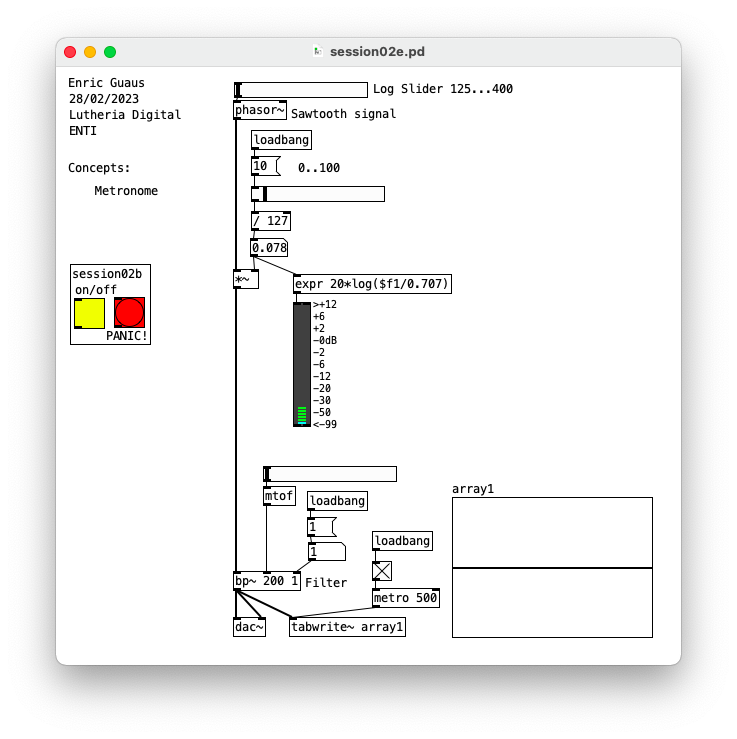 session02e.pd
Enric Guaus
28/02/2023
Lutheria Digital
ENTI
Concepts:
Metronome
session02b
on/off
PANIC!
Log Slider 125...400
phasor~
Sawtooth signal
loadbang
10
0..100
/ 127
0.078
*~
expr 20*log($f1/0.707)
>+12
+6
+2
-0dB
-2
-6
-12
-20
-30
-50
<-99
mtof
loadbang
1
1
loadbang
metro 500
bp~ 200 1
Filter
dac~
tabwrite~ array1
array1